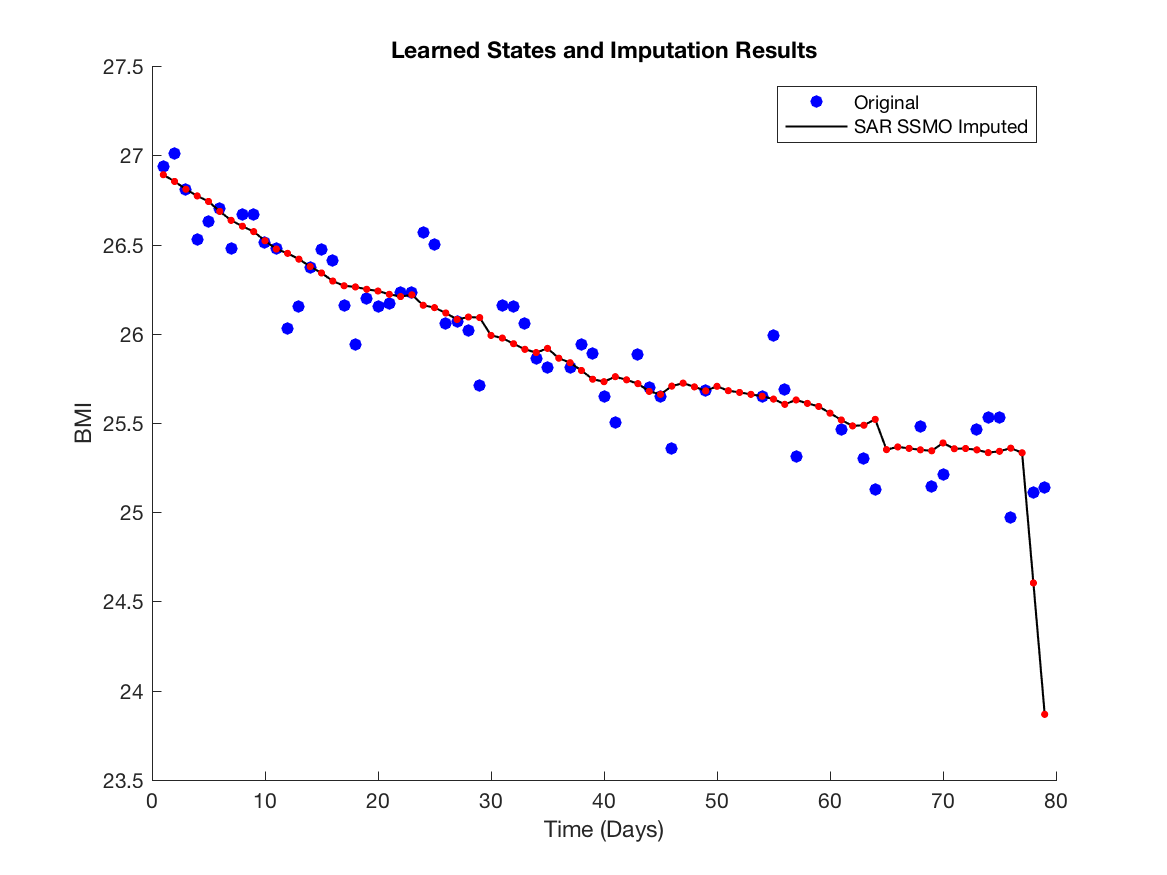 Learned States and Imputation Results
Original
SAR SSMO Imputed
27.5
27
26.5
26
25.5
25
24.5
24
23.5
BMI
0 10 20 30 40 50 60 70 80
Time (Days)